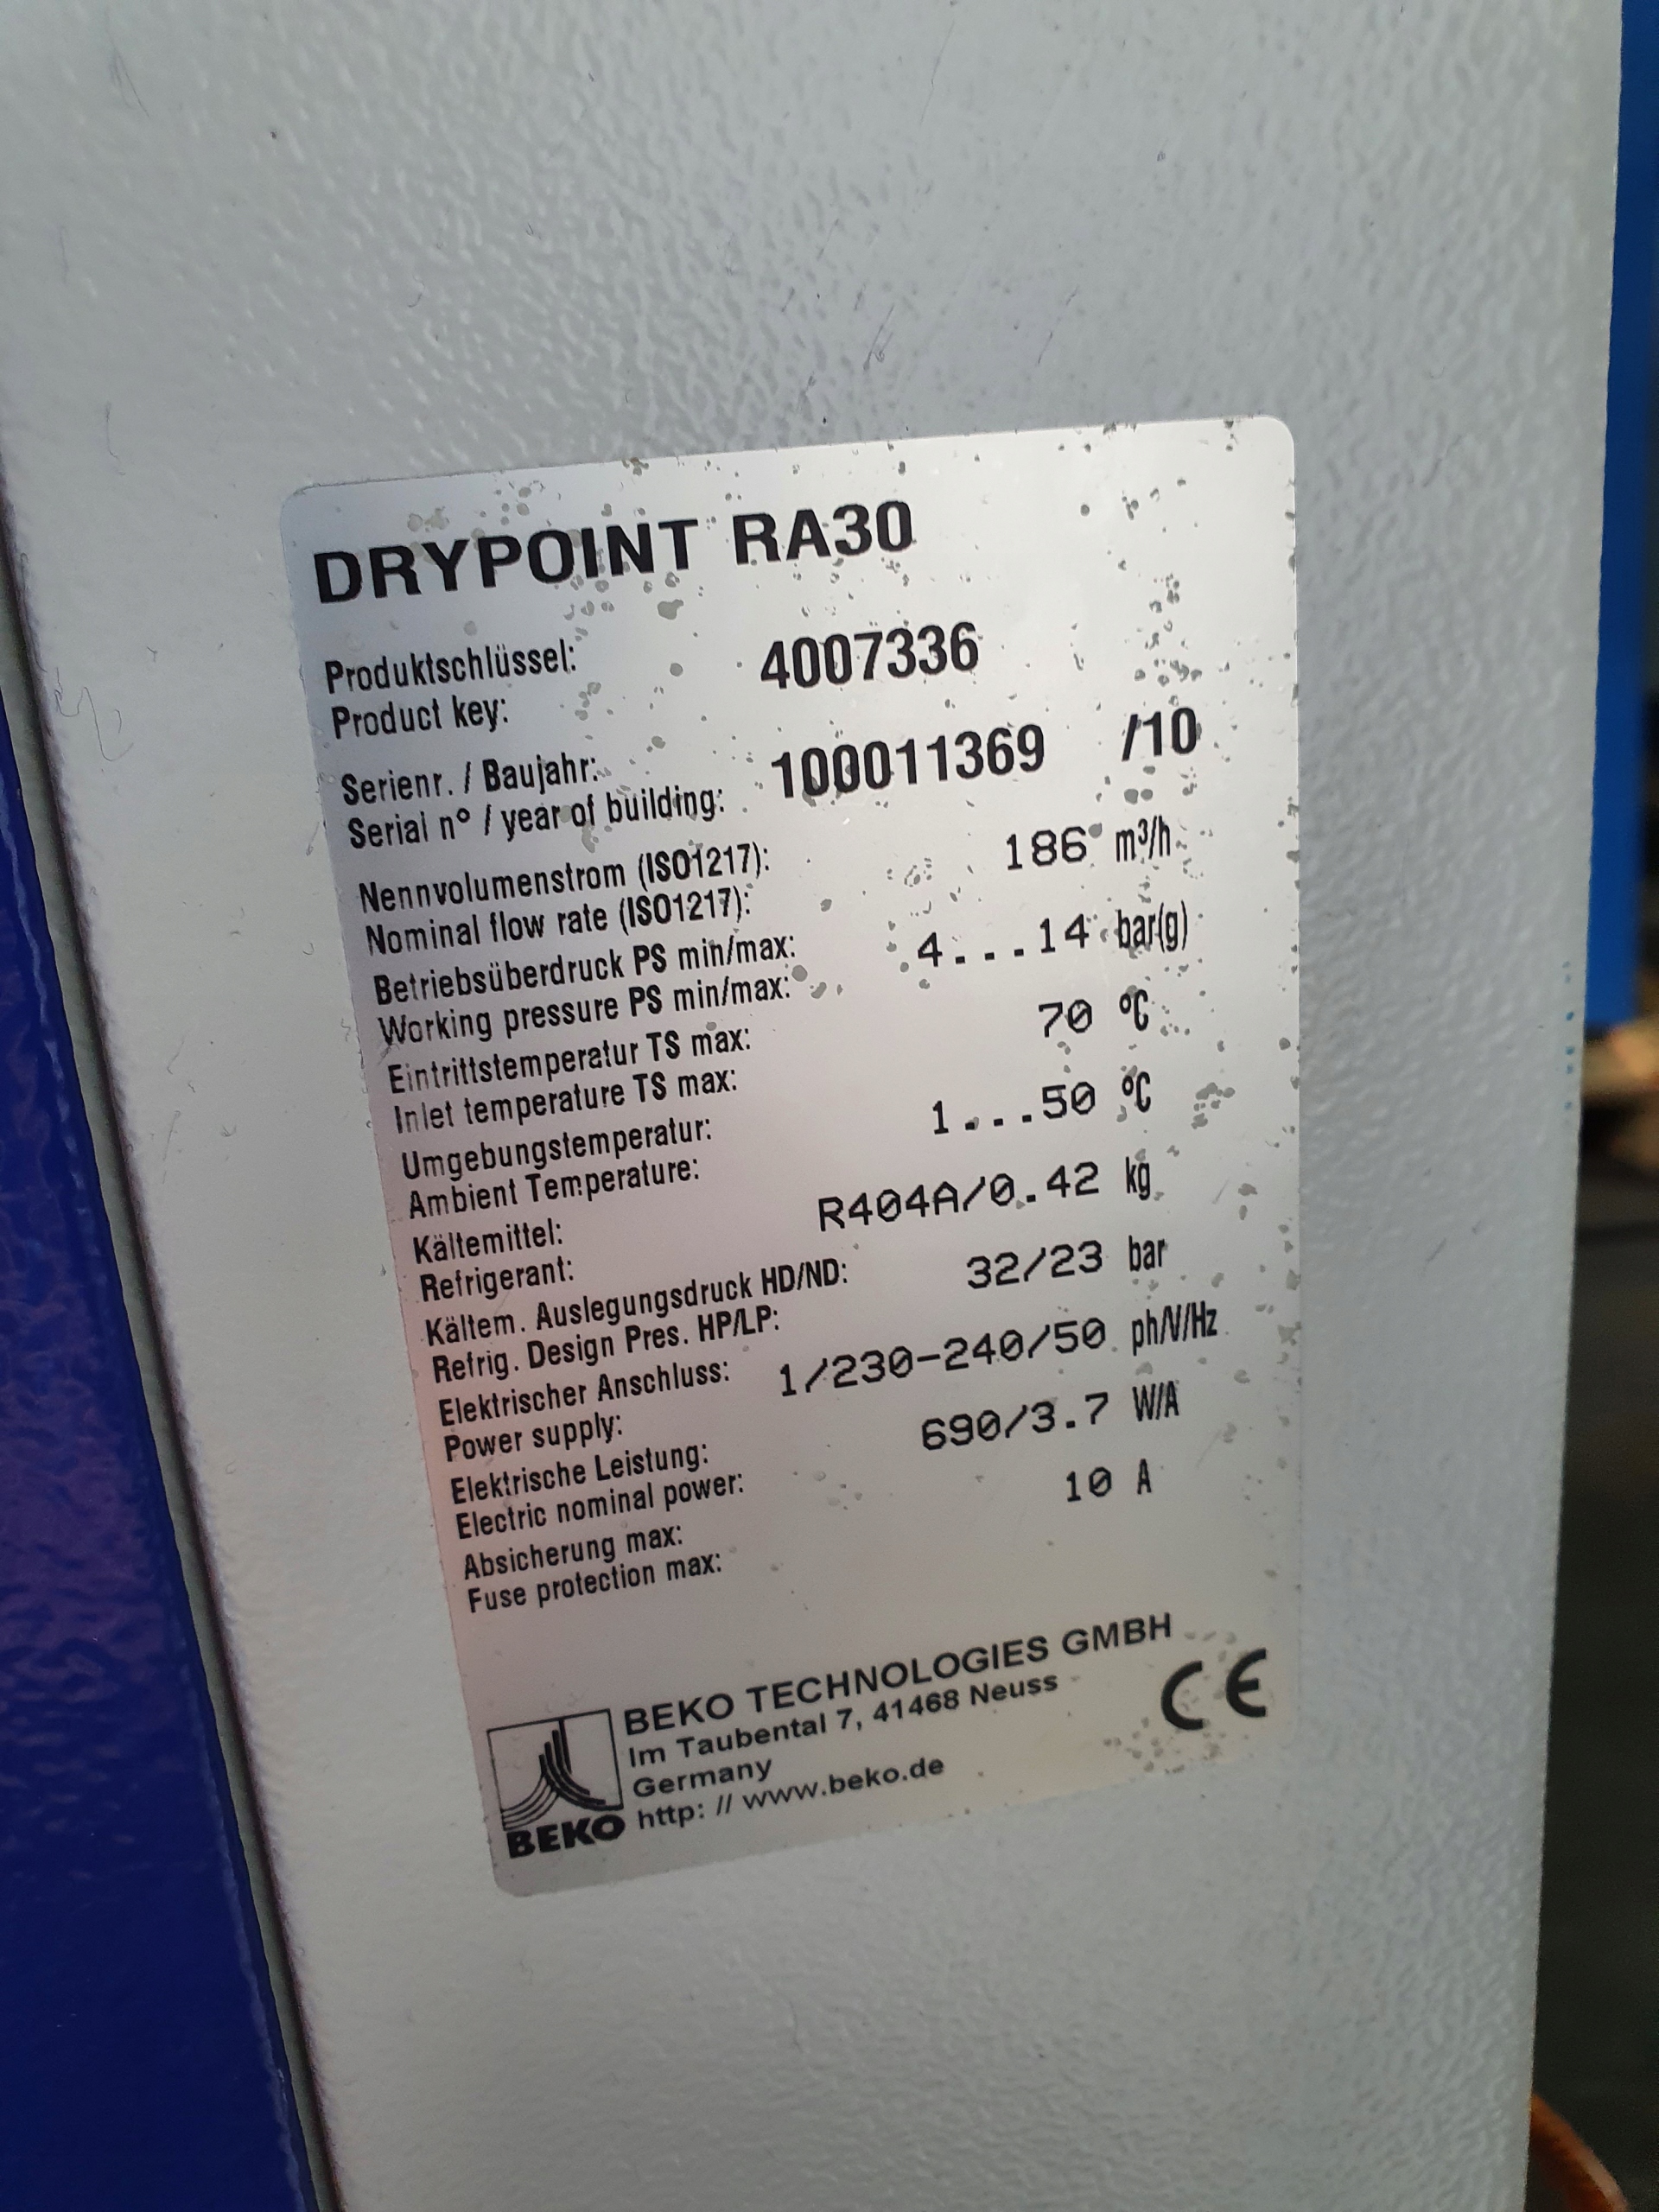 DRYPOINT RA30
Produktschlüssel: 4007336
Product key:
Serienr. / Baujahr: 100011369 /10
Serial n° / year of building:
Nennvolumenstrom (ISO1217): 186 m³/h
Nominal flow rate (ISO1217):
Betriebsüberdruck PS min/max: 4...14 bar(g)
Working pressure PS min/max:
Eintrittstemperatur TS max: 70 °C
Inlet temperature TS max:
Umgebungstemperatur: 1...50 °C
Ambient Temperature:
Kältemittel: R404A/0.42 kg
Refrigerant:
Kältem. Auslegungsdruck HD/ND: 32/23 bar
Refrig. Design Pres. HP/LP:
Elektrischer Anschluss: 1/230-240/50 ph/V/Hz
Power supply:
Elektrische Leistung: 690/3.7 W/A
Electric nominal power:
Absicherung max: 10 A
Fuse protection max:
BEKO TECHNOLOGIES GMBH
Im Taubental 7, 41468 Neuss
Germany
http: // www.beko.de
BEKO
CE